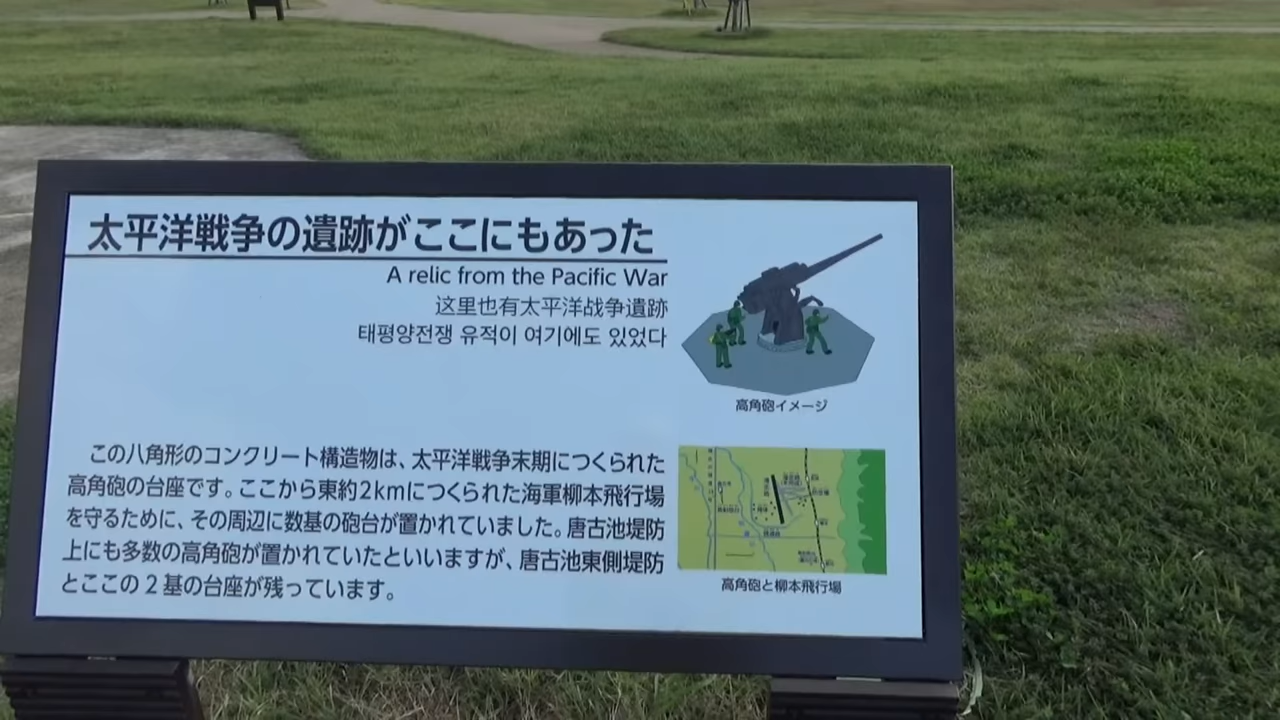 太平洋戦争の遺跡がここにもあった
A relic from the Pacific War
这里也有太平洋战争遺跡
태평양전쟁 유적이 여기에도 있었다
高角砲イメージ
この八角形のコンクリート構造物は、太平洋戦争末期につくられた
高角砲の台座です。ここから東約2kmにつくられた海軍柳本飛行場
を守るために、その周辺に数基の砲台が置かれていました。唐古池堤防
上にも多数の高角砲が置かれていたといいますが、唐古池東側堤防
とここの2基の台座が残っています。
高角砲と柳本飛行場